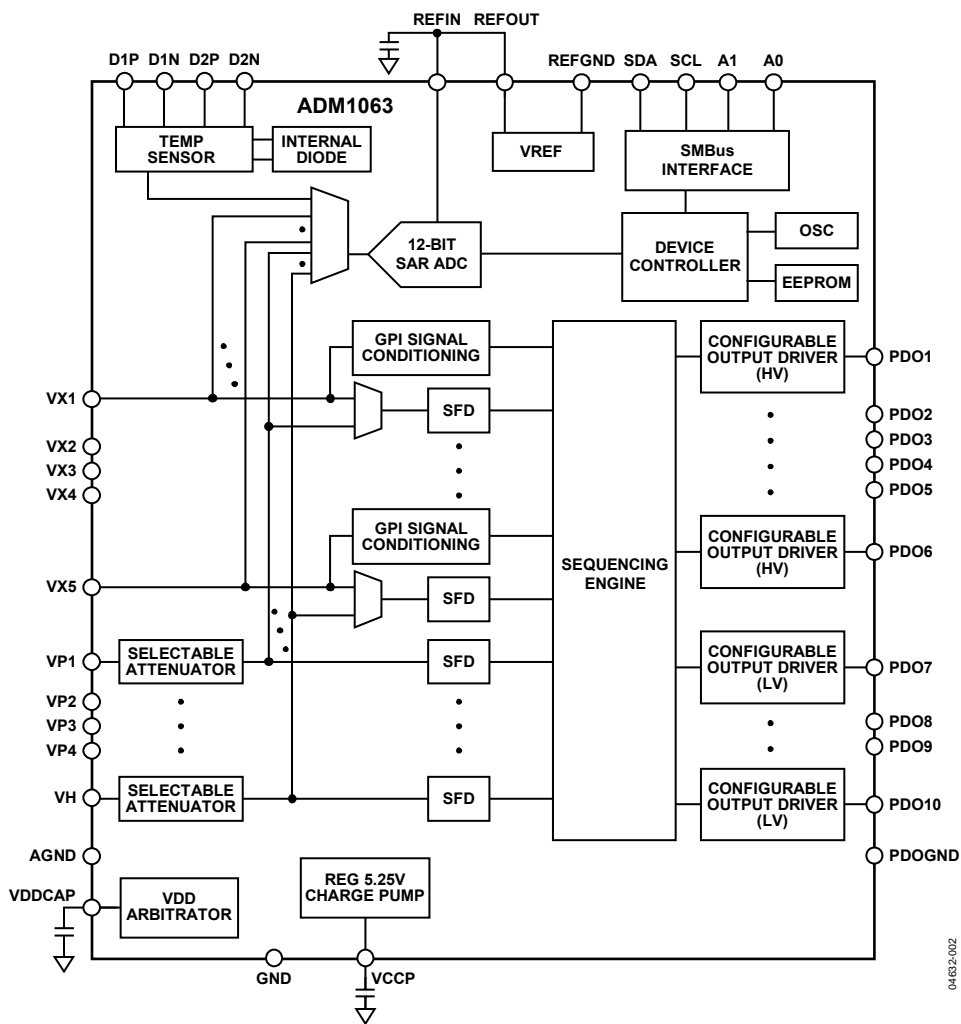 REFIN REFOUT
D1P D1N D2P D2N
REFGND SDA SCL A1 A0
ADM1063
TEMP
SENSOR
INTERNAL
DIODE
VREF
SMBus
INTERFACE
12-BIT
SAR ADC
DEVICE
CONTROLLER
OSC
EEPROM
GPI SIGNAL
CONDITIONING
CONFIGURABLE
OUTPUT DRIVER
(HV)
PDO1
VX1
SFD
PDO2
VX2
PDO3
VX3
PDO4
VX4
PDO5
GPI SIGNAL
CONDITIONING
CONFIGURABLE
OUTPUT DRIVER
(HV)
PDO6
SEQUENCING
ENGINE
VX5
SFD
VP1
SELECTABLE
ATTENUATOR
SFD
CONFIGURABLE
OUTPUT DRIVER
(LV)
PDO7
VP2
PDO8
VP3
PDO9
VP4
VH
SELECTABLE
ATTENUATOR
SFD
CONFIGURABLE
OUTPUT DRIVER
(LV)
PDO10
AGND
PDOGND
VDDCAP
VDD
ARBITRATOR
REG 5.25V
CHARGE PUMP
GND
VCCP
04632-002